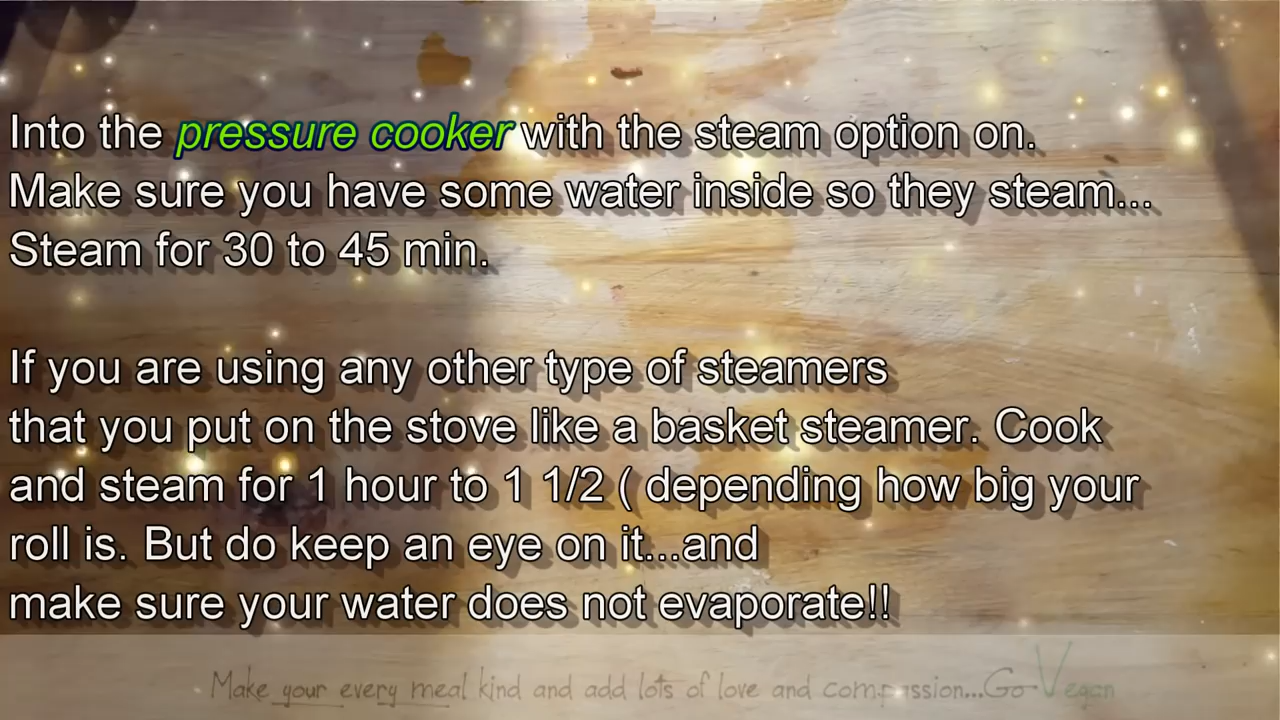 Into the pressure cooker with the steam option on.
Make sure you have some water inside so they steam...
Steam for 30 to 45 min.
If you are using any other type of steamers
that you put on the stove like a basket steamer. Cook
and steam for 1 hour to 1 1/2 ( depending how big your
roll is. But do keep an eye on it...and
make sure your water does not evaporate!!
Make your every meal kind and add lots of love and compassion...Go Vegan